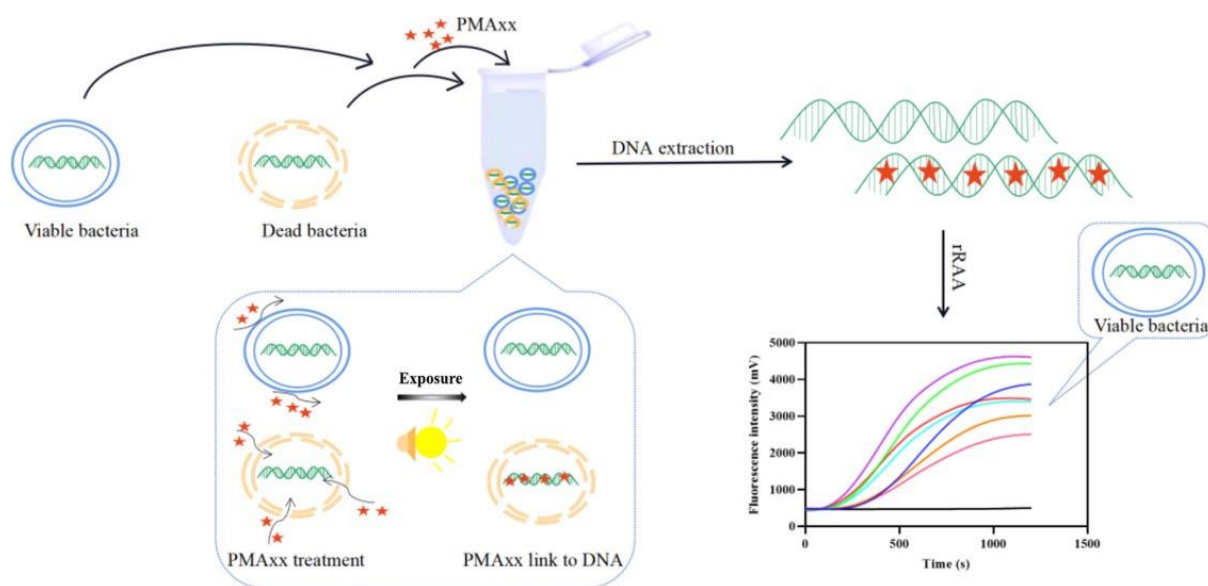 PMAxx
Viable bacteria
Dead bacteria
DNA extraction
rRAA
Viable bacteria
Exposure
PMAxx treatment
PMAxx link to DNA
Fluorescence intensity (mV)
5000
4000
3000
2000
1000
0
0
500
1000
1500
Time (s)